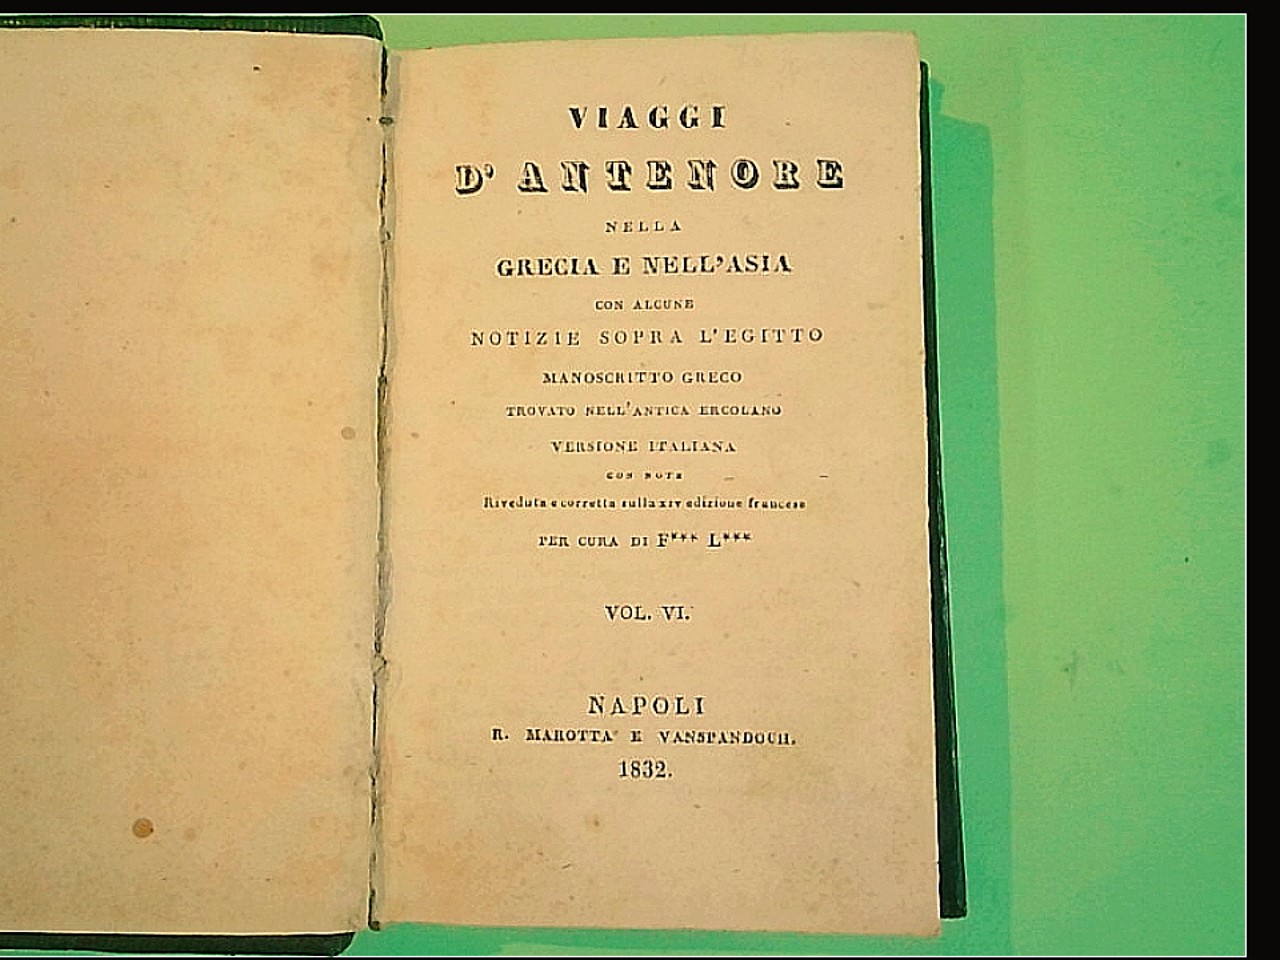 VIAGGI
D' ANTENORE
NELLA
GRECIA E NELL'ASIA
CON ALCUNE
NOTIZIE SOPRA L'EGITTO
MANOSCRITTO GRECO
TROVATO NELL'ANTICA ERCOLANO
VERSIONE ITALIANA
CON NOTE
Riveduta e corretta sulla XIV edizione francese
PER CURA DI F*** L***
VOL. VI.
NAPOLI
R. MAROTTA E VANSPANDOCH.
1832.